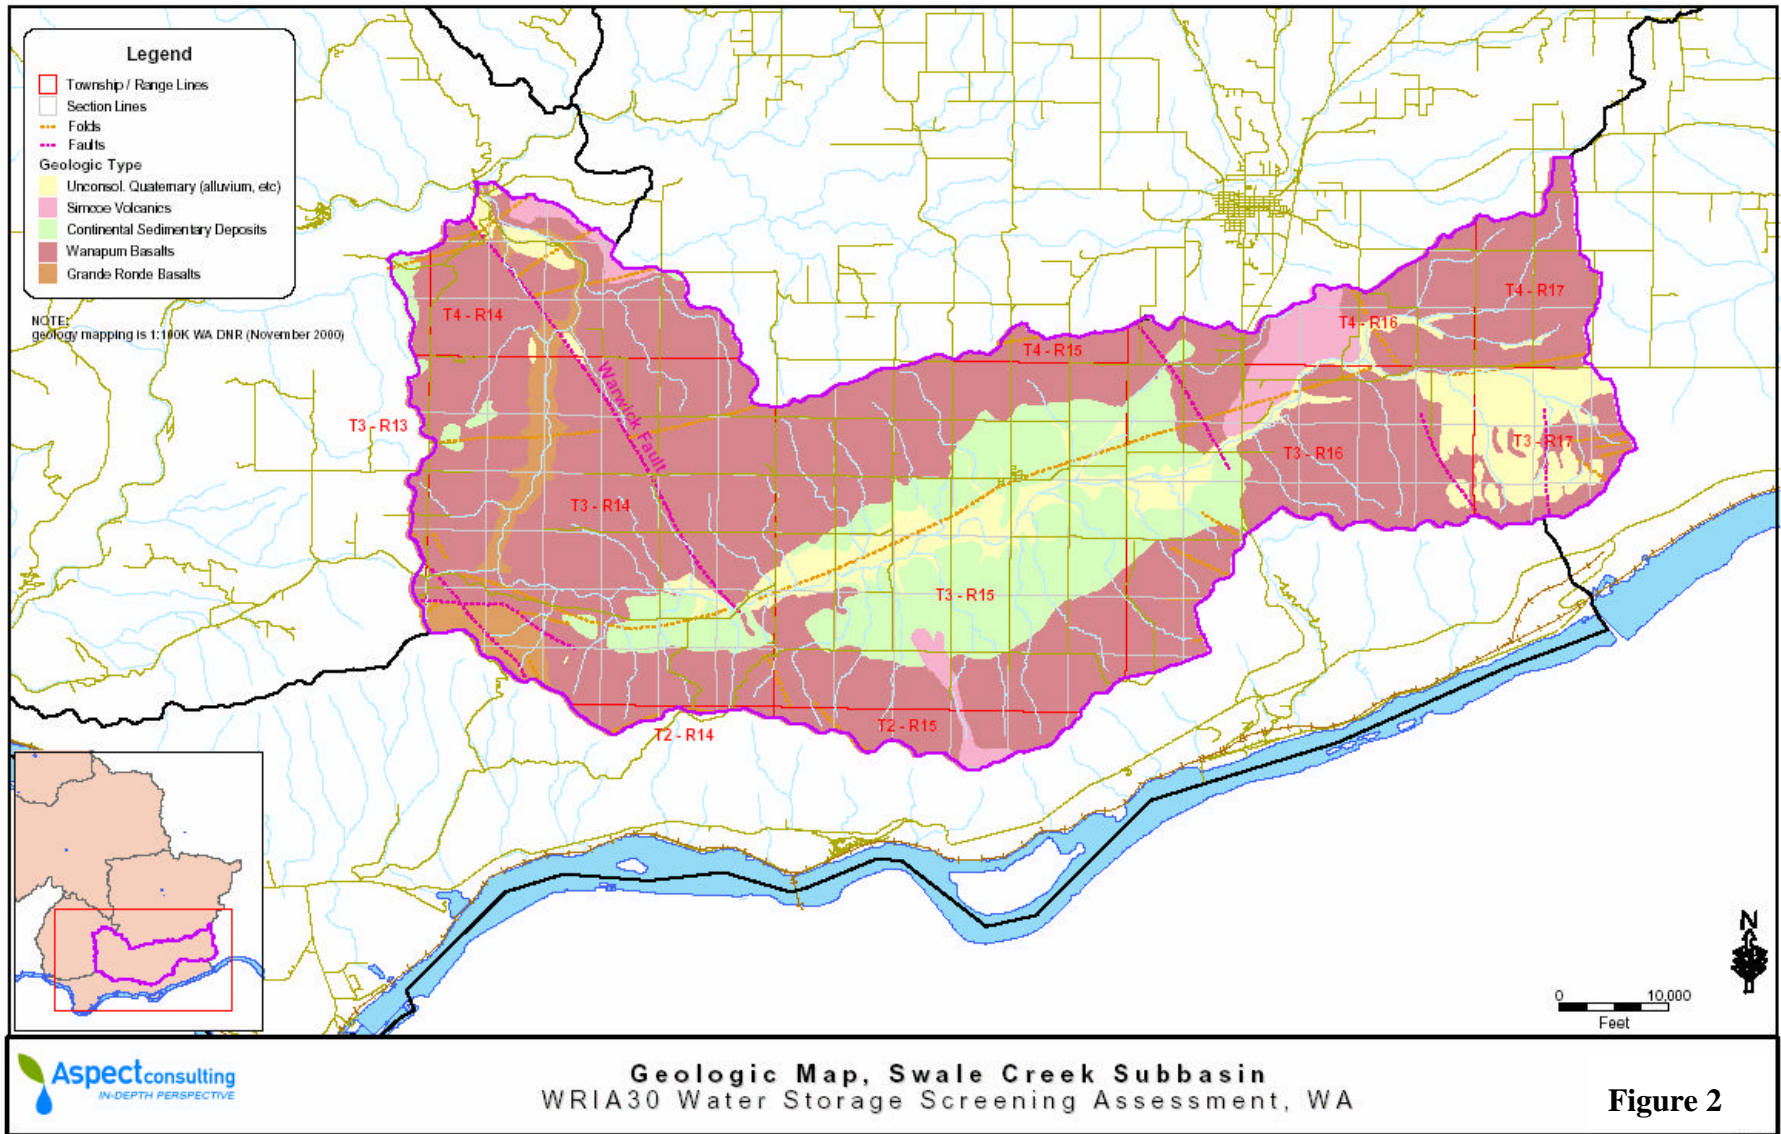 Legend
Township / Range Lines
Section Lines
Folds
Faults
Geologic Type
Unconsol. Quaternary (alluvium, etc)
Simcoe Volcanics
Continental Sedimentary Deposits
Wanapum Basalts
Grande Ronde Basalts
NOTE:
geology mapping is 1:100K WA DNR (November 2000)
T4 - R14
T4 - R15
T4 - R16
T4 - R17
T3 - R13
Warwick Fault
T3 - R14
T3 - R16
T3 - R17
T3 - R15
T2 - R14
T2 - R15
N
0 10,000
Feet
Aspect consulting
IN-DEPTH PERSPECTIVE
Geologic Map, Swale Creek Subbasin
WRIA30 Water Storage Screening Assessment, WA
Figure 2